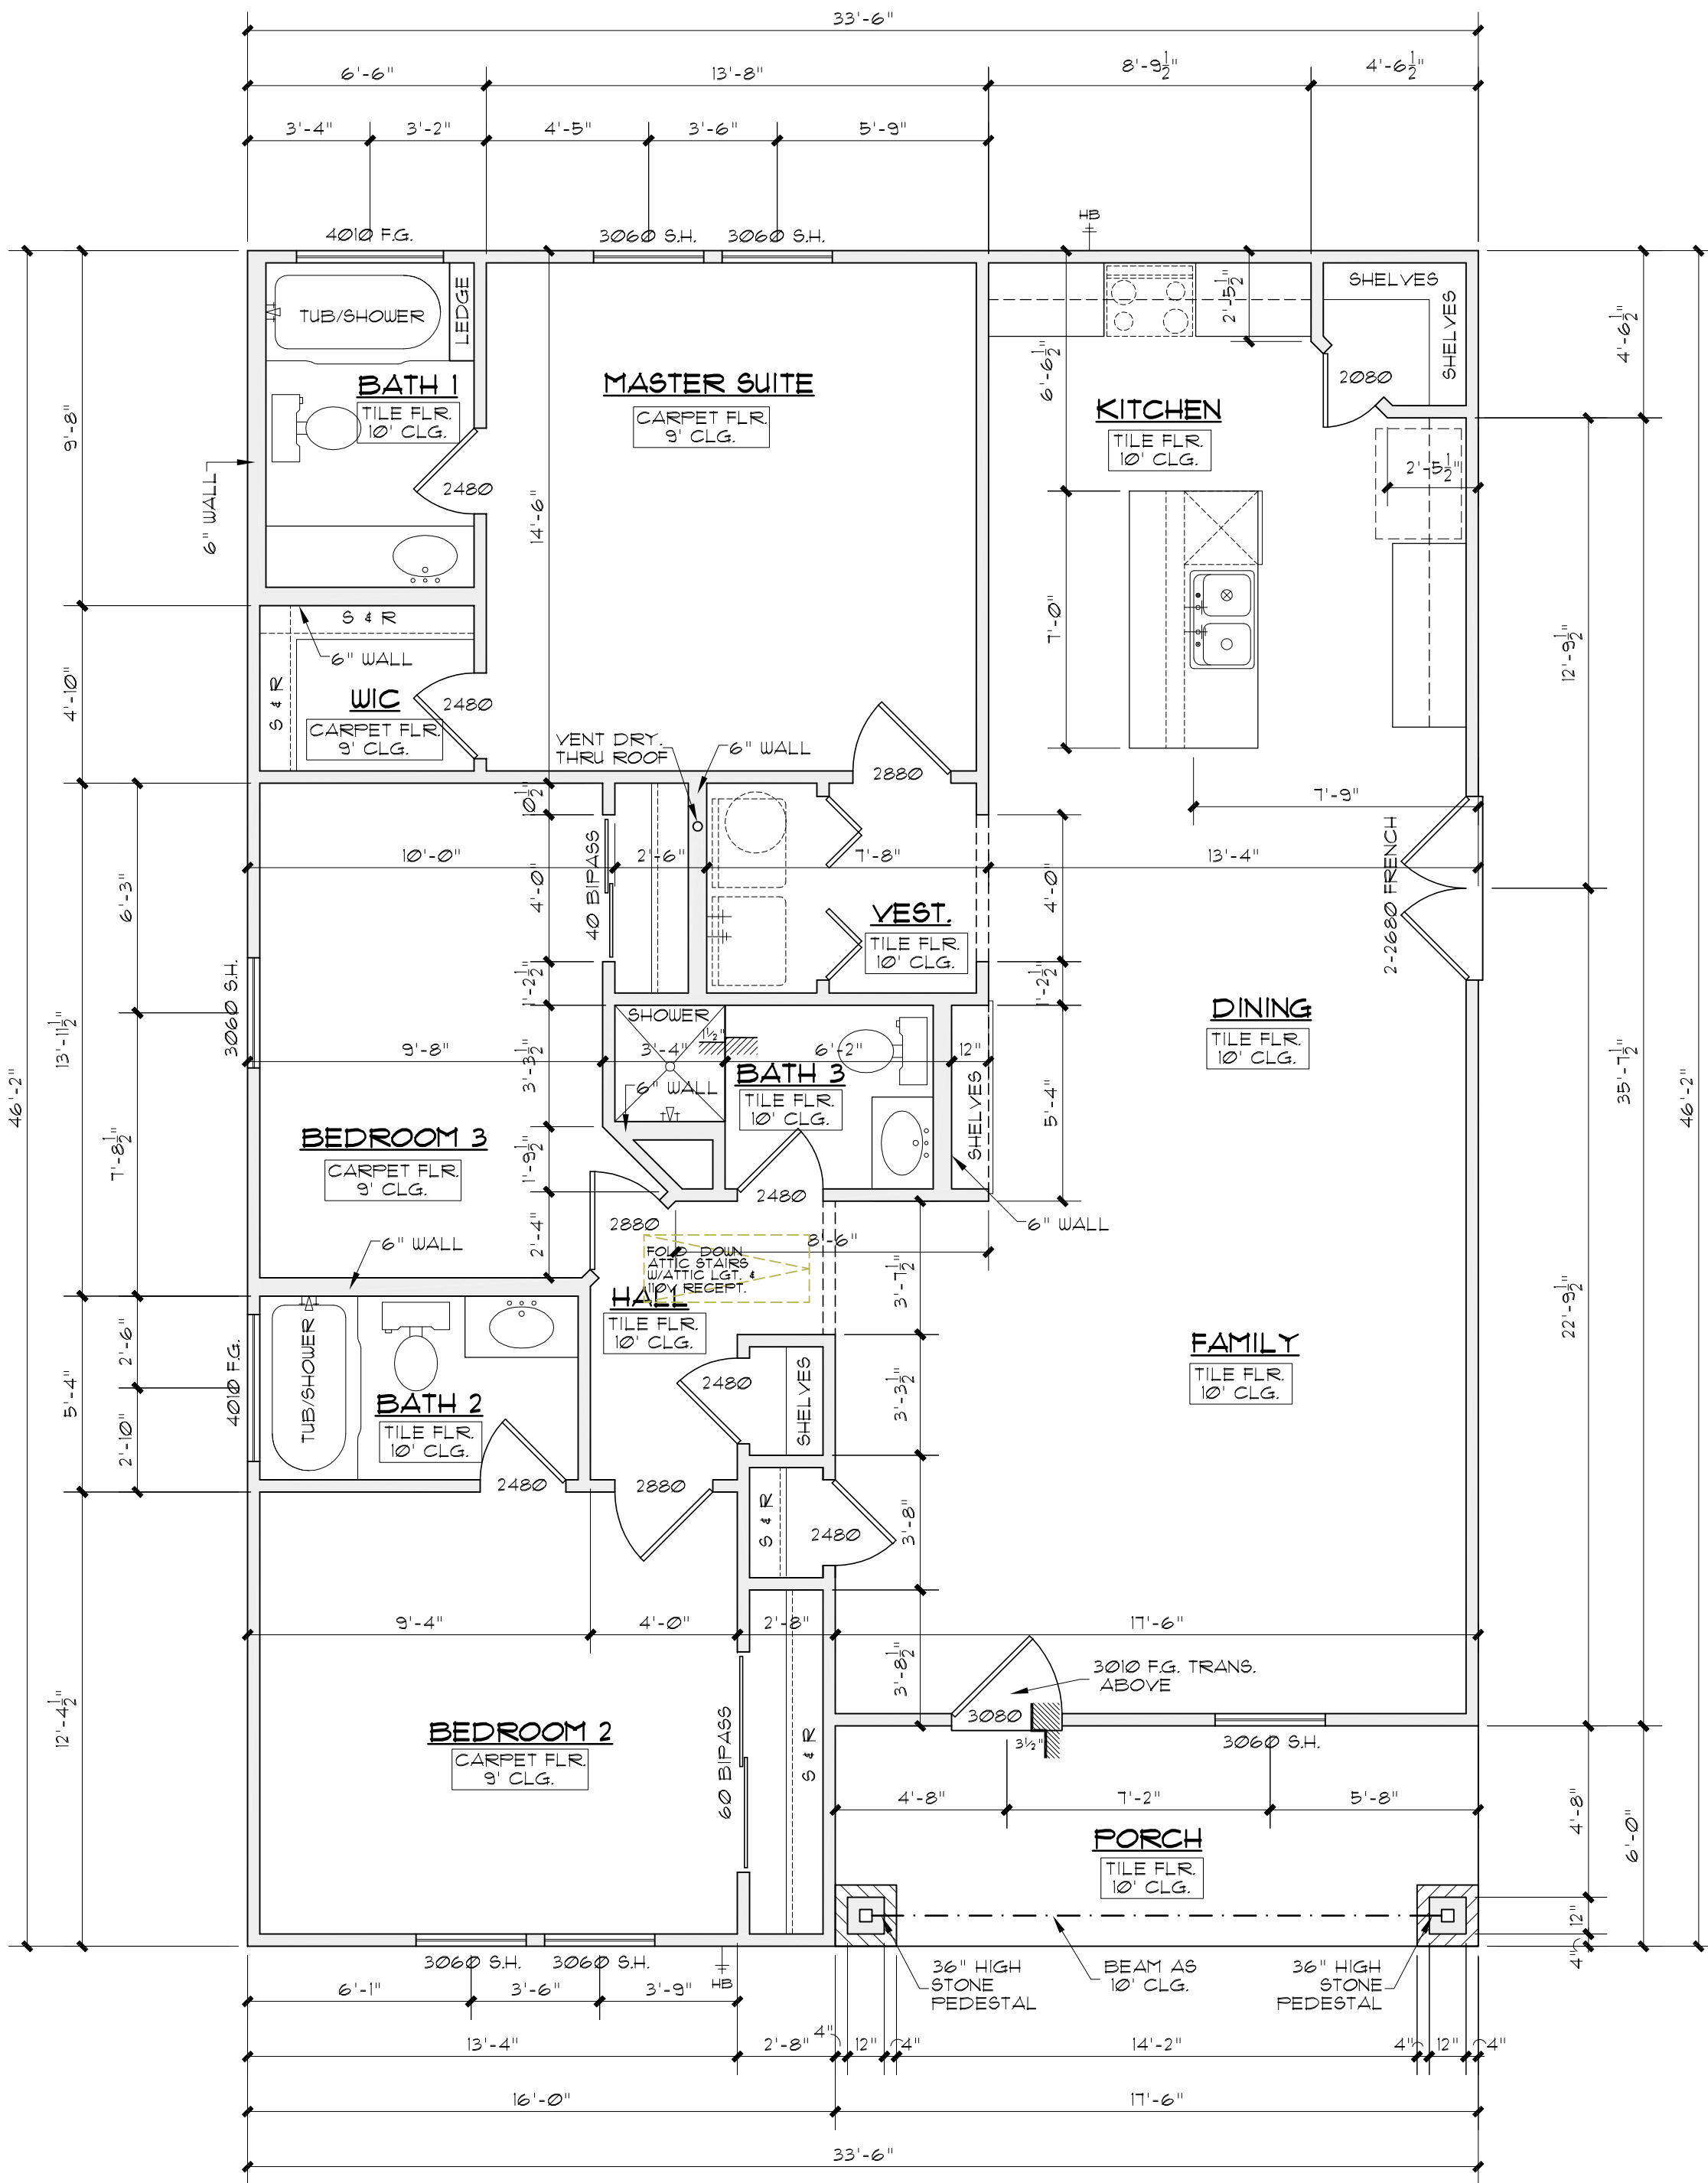 33'-6"
6'-6" 13'-8" 8'-9½" 4'-6½"
3'-4" 3'-2" 4'-5" 3'-6" 5'-9"
HB
4010 F.G. 3060 S.H. 3060 S.H.
46'-2"
9'-8"
4'-10"
13'-11½"
5'-4"
12'-4½"
6'-3"
7'-8½"
2'-6"
2'-10"
6" WALL
TUB/SHOWER
LEDGE
BATH 1
TILE FLR.
10' CLG.
2480
14'-6"
MASTER SUITE
CARPET FLR.
9' CLG.
2'-5½"
SHELVES
SHELVES
2080
6'-6½"
KITCHEN
TILE FLR.
10' CLG.
2'-5½"
7'-0"
4'-6½"
12'-9½"
35'-7½"
46'-2"
22'-9½"
S & R
6" WALL
S & R
WIC
CARPET FLR.
9' CLG.
2480
VENT DRY.
THRU ROOF
6" WALL
2880
7'-9"
2-2680 FRENCH
10½"
10'-0" 2'-6" 7'-8" 13'-4"
40 BIPASS
4'-0"
4'-0"
VEST.
TILE FLR.
10' CLG.
1'-2½"
1'-2½"
3060 S.H.
DINING
TILE FLR.
10' CLG.
SHOWER
1½"
9'-8" 3'-4" 6'-2" 12"
3'-3½"
6" WALL
BATH 3
TILE FLR.
10' CLG.
SHELVES
5'-4"
BEDROOM 3
CARPET FLR.
9' CLG.
1'-9½"
2480
2'-4"
2880
6" WALL
6" WALL
8'-6"
FOLD DOWN
ATTIC STAIRS
W/ATTIC LGT. &
110V RECEPT.
HALL
TILE FLR.
10' CLG.
3'-7½"
4010 F.G.
TUB/SHOWER
BATH 2
TILE FLR.
10' CLG.
2480
2880
2480
SHELVES
3'-3½"
FAMILY
TILE FLR.
10' CLG.
S & R
2480
3'-8"
9'-4" 4'-0" 2'-8" 17'-6"
3'-8½"
3010 F.G. TRANS.
ABOVE
3080
3½"
3060 S.H.
BEDROOM 2
CARPET FLR.
9' CLG.
60 BIPASS
S & R
4'-8" 7'-2" 5'-8"
PORCH
TILE FLR.
10' CLG.
4'-8"
6'-0"
12"
4"
3060 S.H. 3060 S.H.
HB
36" HIGH
STONE
PEDESTAL
BEAM AS
10' CLG.
36" HIGH
STONE
PEDESTAL
6'-1" 3'-6" 3'-9"
13'-4" 2'-8" 4" 12" 4" 14'-2" 4" 12" 4"
16'-0" 17'-6"
33'-6"